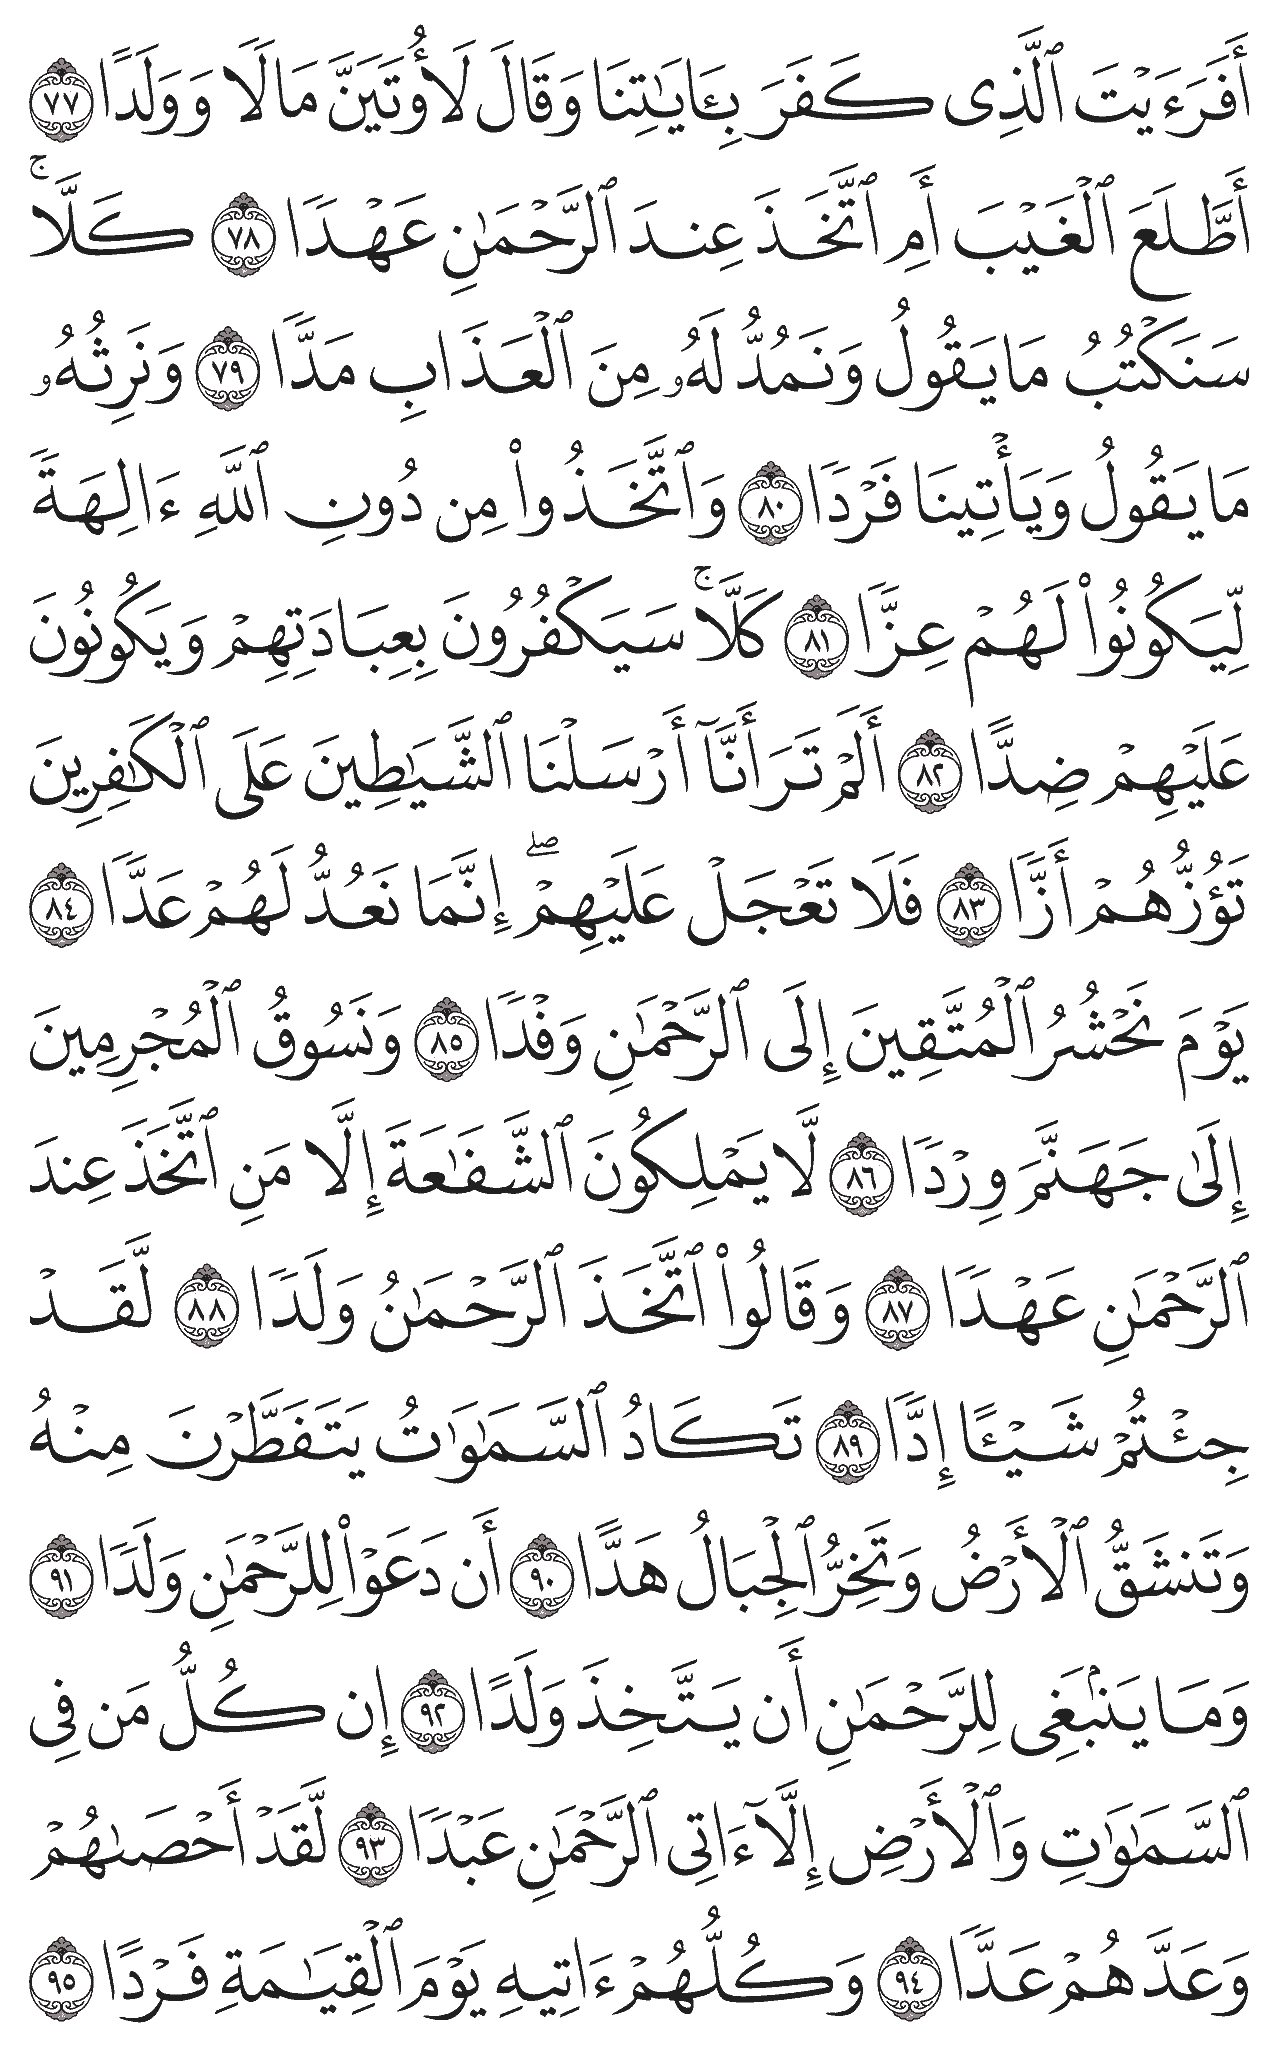 أَفَرَءَيْتَ ٱلَّذِى كَفَرَ بِـَٔايَـٰتِنَا وَقَالَ لَأُوتَيَنَّ مَالًا وَوَلَدًا ٧٧
أَطَّلَعَ ٱلْغَيْبَ أَمِ ٱتَّخَذَ عِندَ ٱلرَّحْمَـٰنِ عَهْدًا ٧٨ كَلَّا ۚ
سَنَكْتُبُ مَا يَقُولُ وَنَمُدُّ لَهُۥ مِنَ ٱلْعَذَابِ مَدًّا ٧٩ وَنَرِثُهُۥ
مَا يَقُولُ وَيَأْتِينَا فَرْدًا ٨٠ وَٱتَّخَذُوا۟ مِن دُونِ ٱللَّهِ ءَالِهَةً
لِّيَكُونُوا۟ لَهُمْ عِزًّا ٨١ كَلَّا ۚ سَيَكْفُرُونَ بِعِبَادَتِهِمْ وَيَكُونُونَ
عَلَيْهِمْ ضِدًّا ٨٢ أَلَمْ تَرَ أَنَّآ أَرْسَلْنَا ٱلشَّيَـٰطِينَ عَلَى ٱلْكَـٰفِرِينَ
تَؤُزُّهُمْ أَزًّا ٨٣ فَلَا تَعْجَلْ عَلَيْهِمْ ۖ إِنَّمَا نَعُدُّ لَهُمْ عَدًّا ٨٤
يَوْمَ نَحْشُرُ ٱلْمُتَّقِينَ إِلَى ٱلرَّحْمَـٰنِ وَفْدًا ٨٥ وَنَسُوقُ ٱلْمُجْرِمِينَ
إِلَىٰ جَهَنَّمَ وِرْدًا ٨٦ لَّا يَمْلِكُونَ ٱلشَّفَـٰعَةَ إِلَّا مَنِ ٱتَّخَذَ عِندَ
ٱلرَّحْمَـٰنِ عَهْدًا ٨٧ وَقَالُوا۟ ٱتَّخَذَ ٱلرَّحْمَـٰنُ وَلَدًا ٨٨ لَّقَدْ
جِئْتُمْ شَيْـًٔا إِدًّا ٨٩ تَكَادُ ٱلسَّمَـٰوَٰتُ يَتَفَطَّرْنَ مِنْهُ
وَتَنشَقُّ ٱلْأَرْضُ وَتَخِرُّ ٱلْجِبَالُ هَدًّا ٩٠ أَن دَعَوْا۟ لِلرَّحْمَـٰنِ وَلَدًا ٩١
وَمَا يَنۢبَغِى لِلرَّحْمَـٰنِ أَن يَتَّخِذَ وَلَدًا ٩٢ إِن كُلُّ مَن فِى
ٱلسَّمَـٰوَٰتِ وَٱلْأَرْضِ إِلَّآ ءَاتِى ٱلرَّحْمَـٰنِ عَبْدًا ٩٣ لَّقَدْ أَحْصَىٰهُمْ
وَعَدَّهُمْ عَدًّا ٩٤ وَكُلُّهُمْ ءَاتِيهِ يَوْمَ ٱلْقِيَـٰمَةِ فَرْدًا ٩٥